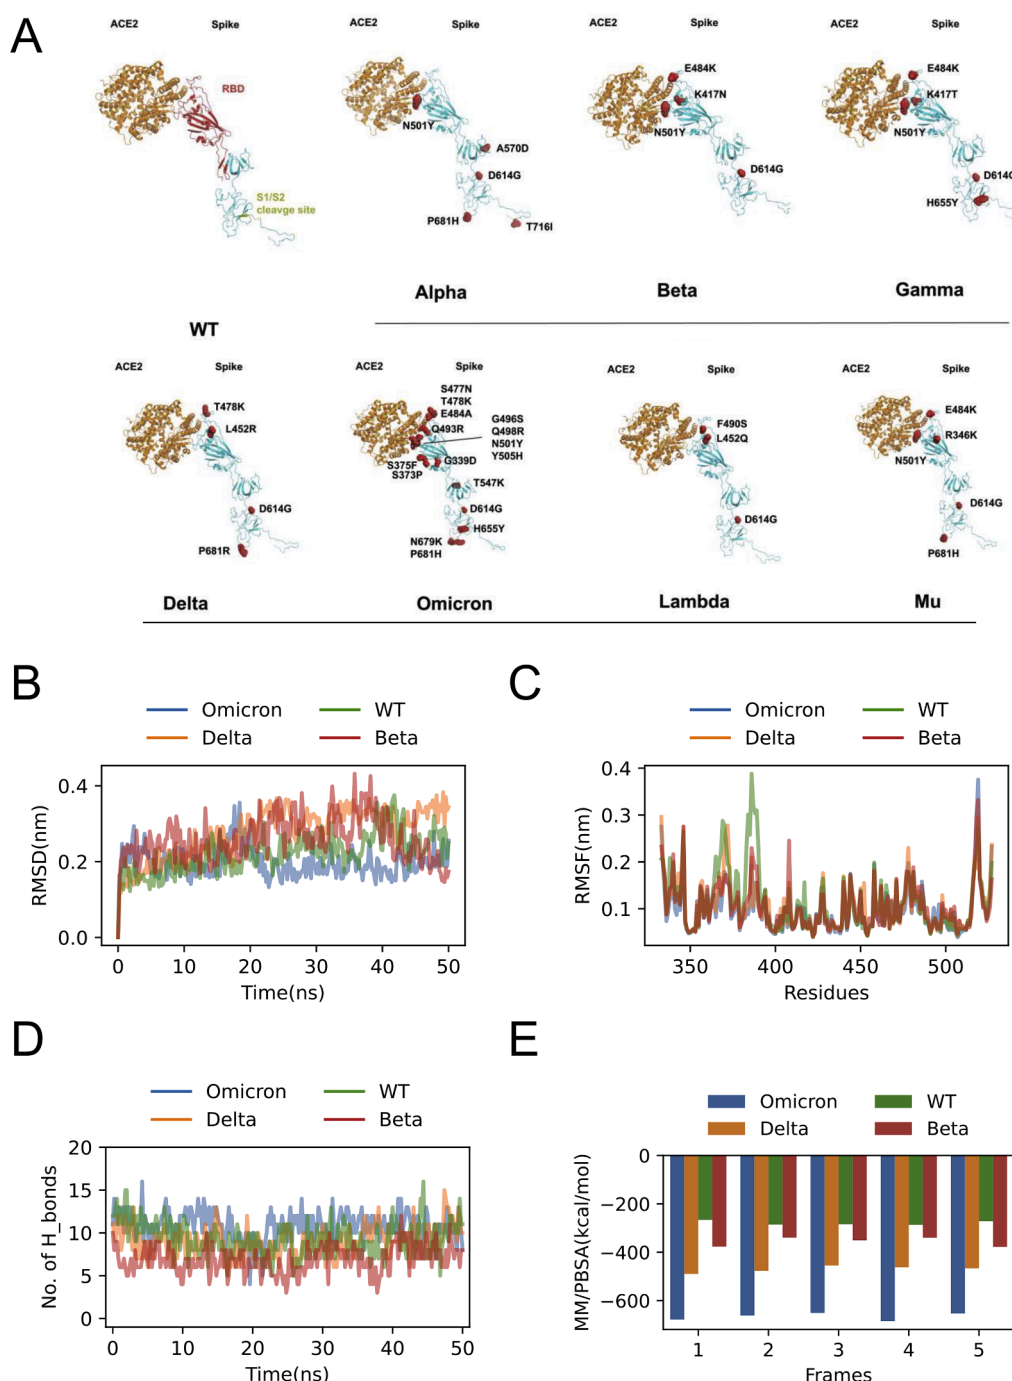 A
ACE2 Spike
RBD
S1/S2
cleavge site
WT
ACE2 Spike
N501Y
A570D
D614G
P681H
T716I
Alpha
ACE2 Spike
E484K
K417N
N501Y
D614G
Beta
ACE2 Spike
E484K
K417T
N501Y
D614G
H655Y
Gamma
ACE2 Spike
T478K
L452R
D614G
P681R
Delta
ACE2 Spike
S477N
T478K
E484A
Q493R
G496S
Q498R
N501Y
Y505H
S375F
S373P
G339D
T547K
D614G
H655Y
N679K
P681H
Omicron
ACE2 Spike
F490S
L452Q
D614G
Lambda
ACE2 Spike
E484K
R346K
N501Y
D614G
P681H
Mu
B
Omicron WT
Delta Beta
RMSD(nm)
0.4
0.2
0.0
0 10 20 30 40 50
Time(ns)
C
Omicron WT
Delta Beta
RMSF(nm)
0.4
0.3
0.2
0.1
350 400 450 500
Residues
D
Omicron WT
Delta Beta
No. of H_bonds
20
15
10
5
0
0 10 20 30 40 50
Time(ns)
E
Omicron WT
Delta Beta
MM/PBSA(kcal/mol)
0
−200
−400
−600
1 2 3 4 5
Frames